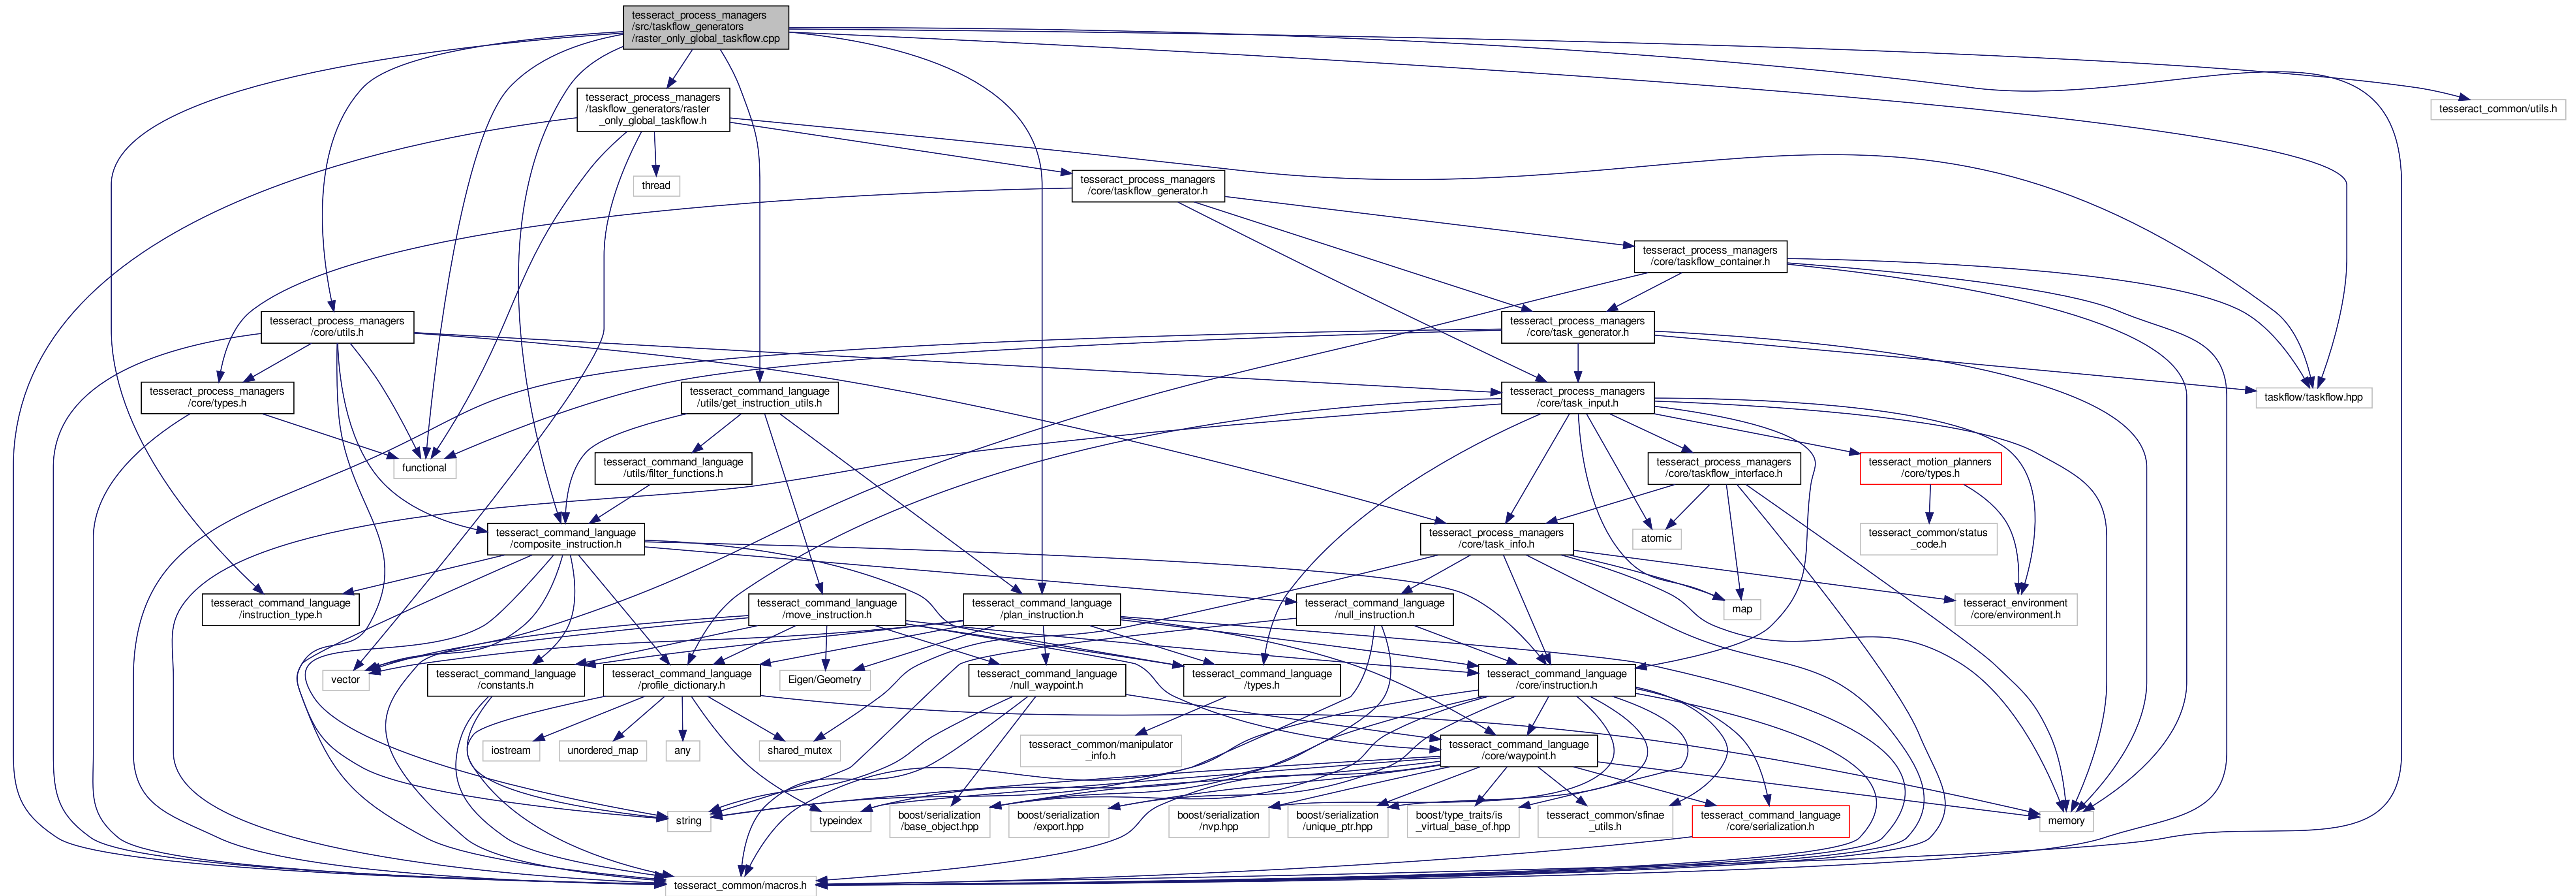 tesseract_process_managers
/src/taskflow_generators
/raster_only_global_taskflow.cpp
tesseract_process_managers
/taskflow_generators/raster
_only_global_taskflow.h
tesseract_common/utils.h
thread
tesseract_process_managers
/core/taskflow_generator.h
tesseract_process_managers
/core/taskflow_container.h
tesseract_process_managers
/core/utils.h
tesseract_process_managers
/core/task_generator.h
tesseract_process_managers
/core/types.h
tesseract_command_language
/utils/get_instruction_utils.h
tesseract_process_managers
/core/task_input.h
taskflow/taskflow.hpp
functional
tesseract_command_language
/utils/filter_functions.h
tesseract_process_managers
/core/taskflow_interface.h
tesseract_motion_planners
/core/types.h
tesseract_command_language
/composite_instruction.h
tesseract_process_managers
/core/task_info.h
atomic
tesseract_common/status
_code.h
tesseract_command_language
/instruction_type.h
tesseract_command_language
/move_instruction.h
tesseract_command_language
/plan_instruction.h
tesseract_command_language
/null_instruction.h
map
tesseract_environment
/core/environment.h
vector
tesseract_command_language
/constants.h
tesseract_command_language
/profile_dictionary.h
Eigen/Geometry
tesseract_command_language
/null_waypoint.h
tesseract_command_language
/types.h
tesseract_command_language
/core/instruction.h
iostream
unordered_map
any
shared_mutex
tesseract_common/manipulator
_info.h
tesseract_command_language
/core/waypoint.h
string
typeindex
boost/serialization
/base_object.hpp
boost/serialization
/export.hpp
boost/serialization
/nvp.hpp
boost/serialization
/unique_ptr.hpp
boost/type_traits/is
_virtual_base_of.hpp
tesseract_common/sfinae
_utils.h
tesseract_command_language
/core/serialization.h
memory
tesseract_common/macros.h